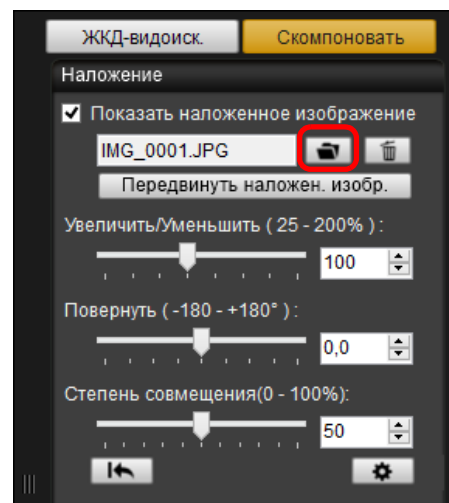 ЖКД-видоиск. Скомпоновать
Наложение
Показать наложенное изображение
IMG_0001.JPG
Передвинуть наложен. изобр.
Увеличить/Уменьшить ( 25 - 200% ) :
100
Повернуть ( -180 - +180° ) :
0,0
Степень совмещения(0 - 100%):
50